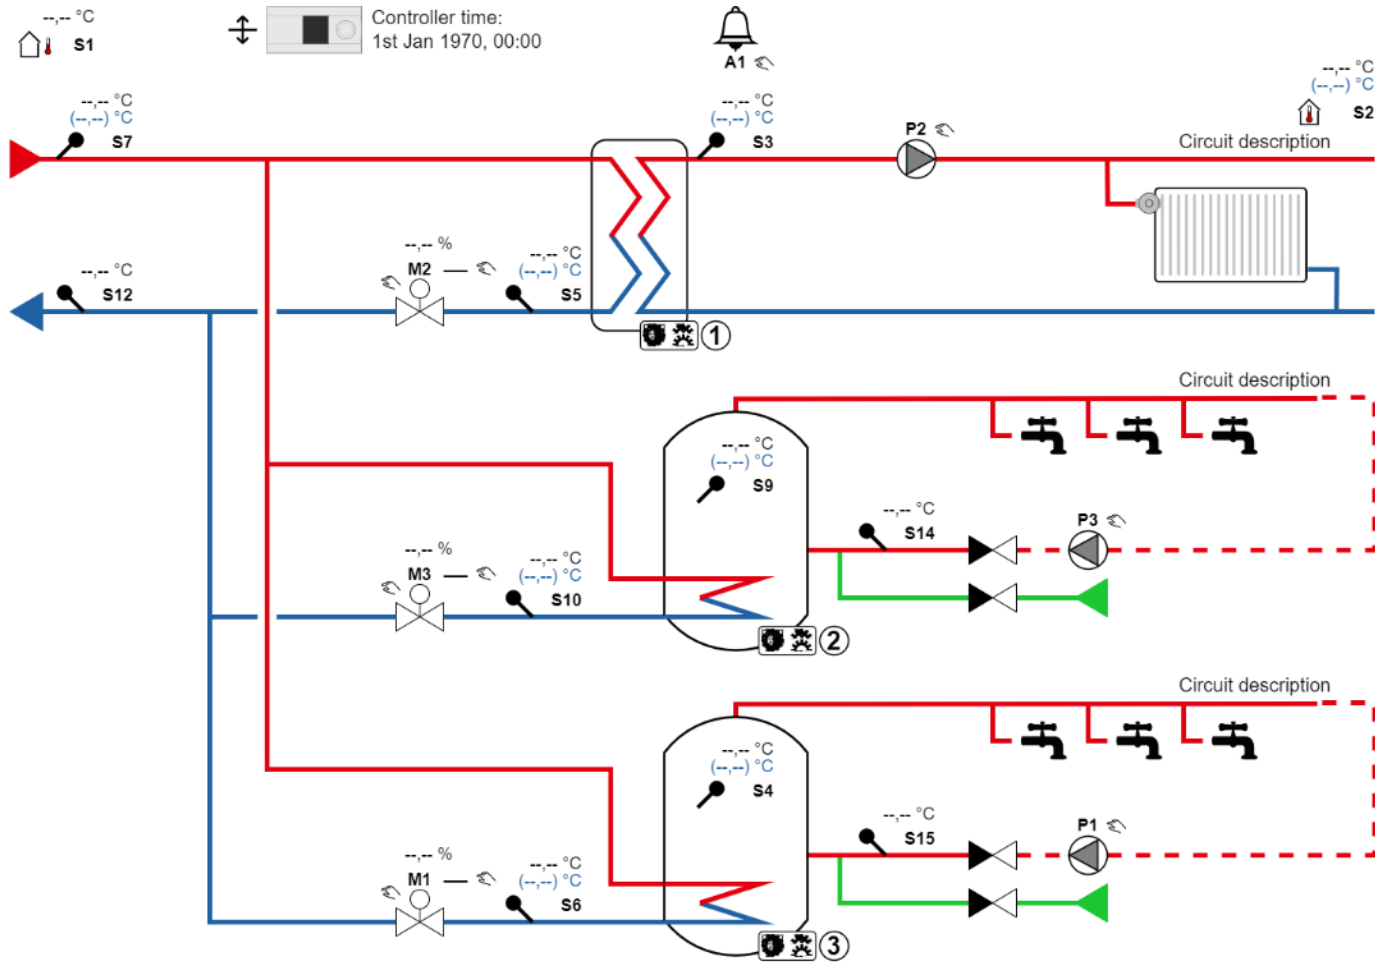 --,-- °C
S1
Controller time:
1st Jan 1970, 00:00
A1
--,-- °C
(--,--) °C
S2
--,-- °C
(--,--) °C
S7
--,-- °C
(--,--) °C
S3
P2
Circuit description
--,-- °C
S12
--,-- %
M2
--,-- °C
(--,--) °C
S5
1
Circuit description
--,-- °C
(--,--) °C
S9
--,-- °C
S14
P3
--,-- %
M3
--,-- °C
(--,--) °C
S10
2
Circuit description
--,-- °C
(--,--) °C
S4
--,-- °C
S15
P1
--,-- %
M1
--,-- °C
(--,--) °C
S6
3